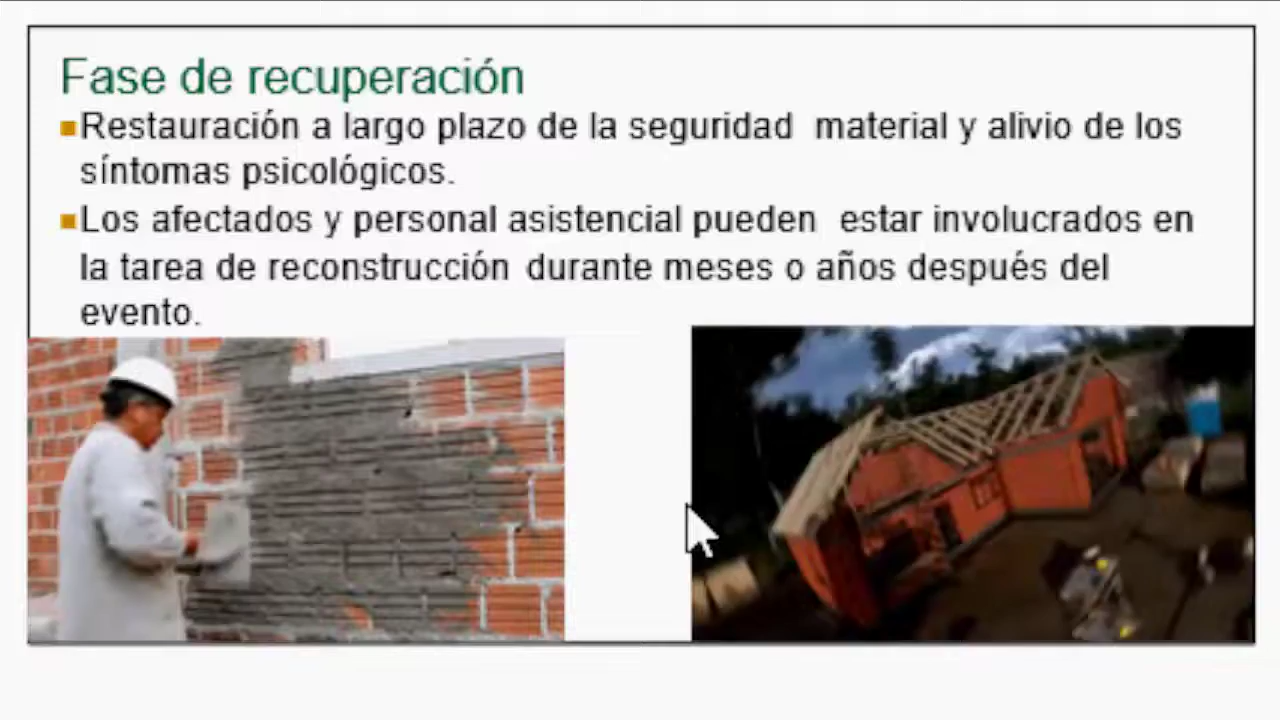 Fase de recuperación
Restauración a largo plazo de la seguridad material y alivio de los
síntomas psicológicos.
Los afectados y personal asistencial pueden estar involucrados en
la tarea de reconstrucción durante meses o años después del
evento.